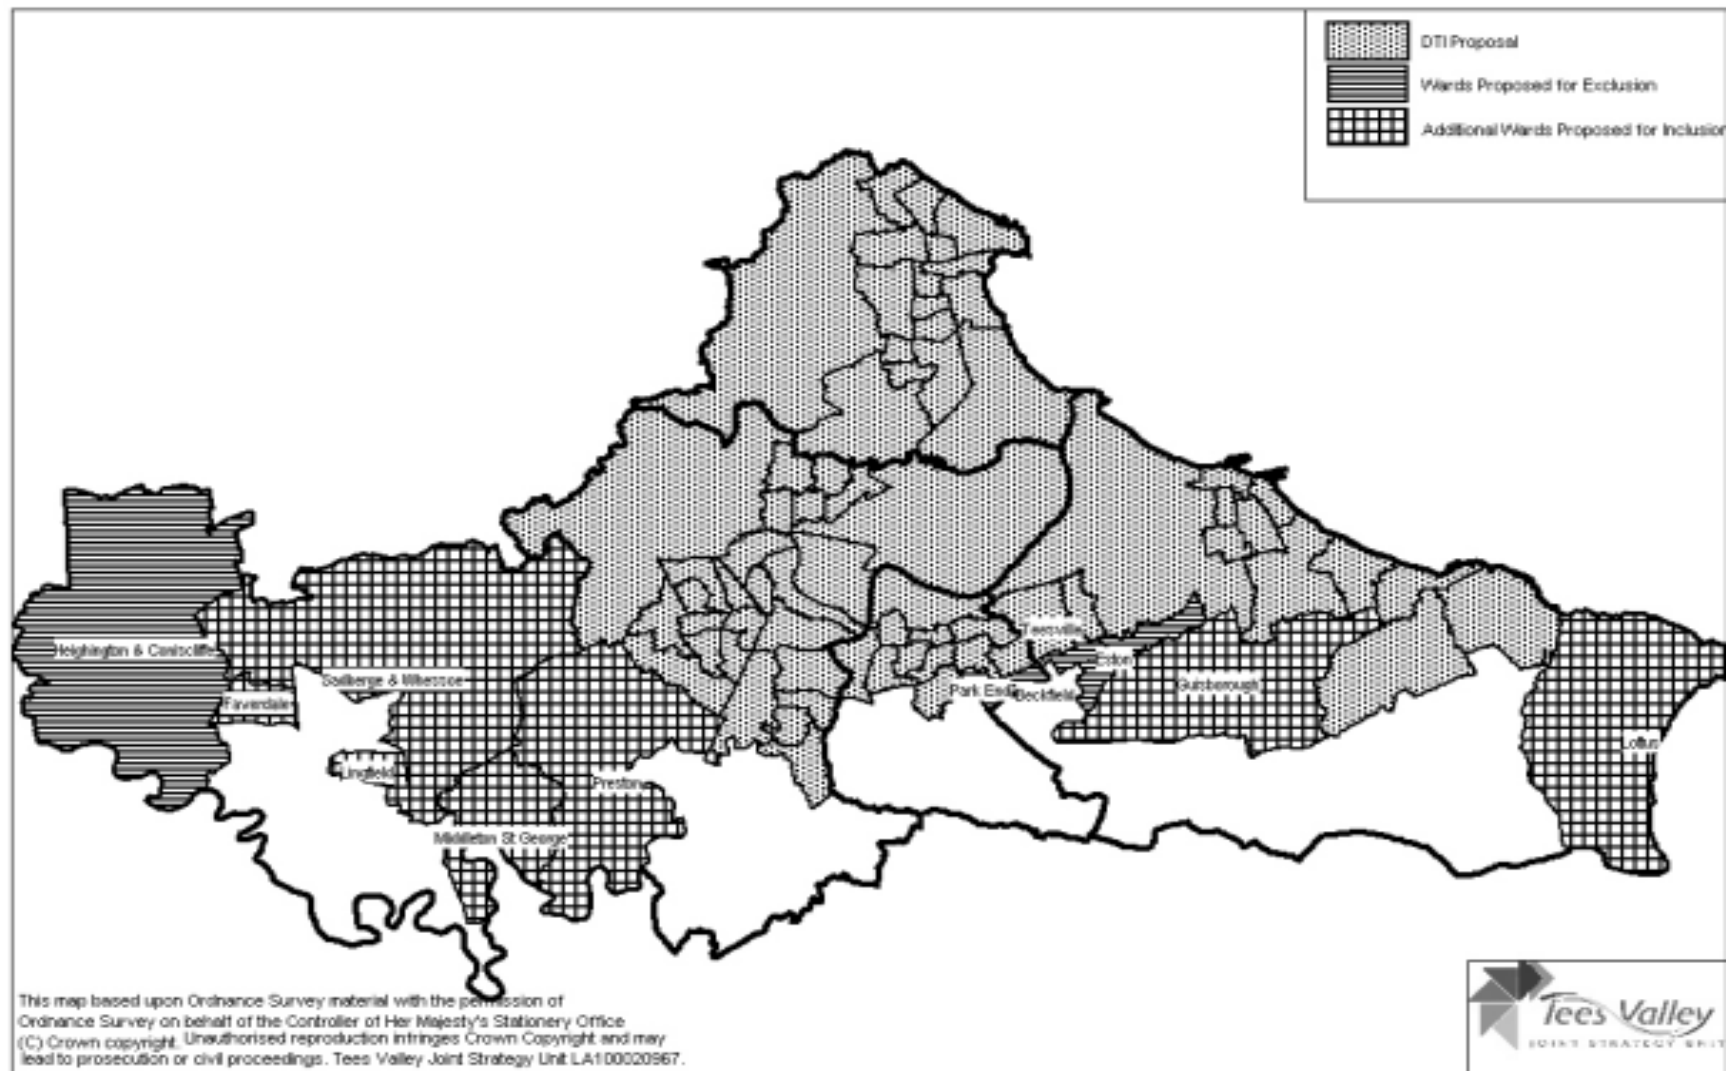 DTI Proposal
Wards Proposed for Exclusion
Additional Wards Proposed for Inclusion
Teesville
Heighington & Coniscliffe
Eston
Sadberge & Whessoe
Guisborough
Park End
Beckfield
Faverdale
Loftus
Lingfield
Preston
Middleton St George
This map based upon Ordnance Survey material with the permission of
Ordnance Survey on behalf of the Controller of Her Majesty's Stationery Office
(C) Crown copyright. Unauthorised reproduction infringes Crown Copyright and may
lead to prosecution or civil proceedings. Tees Valley Joint Strategy Unit LA100020967.
Tees Valley
JOINT STRATEGY UNIT